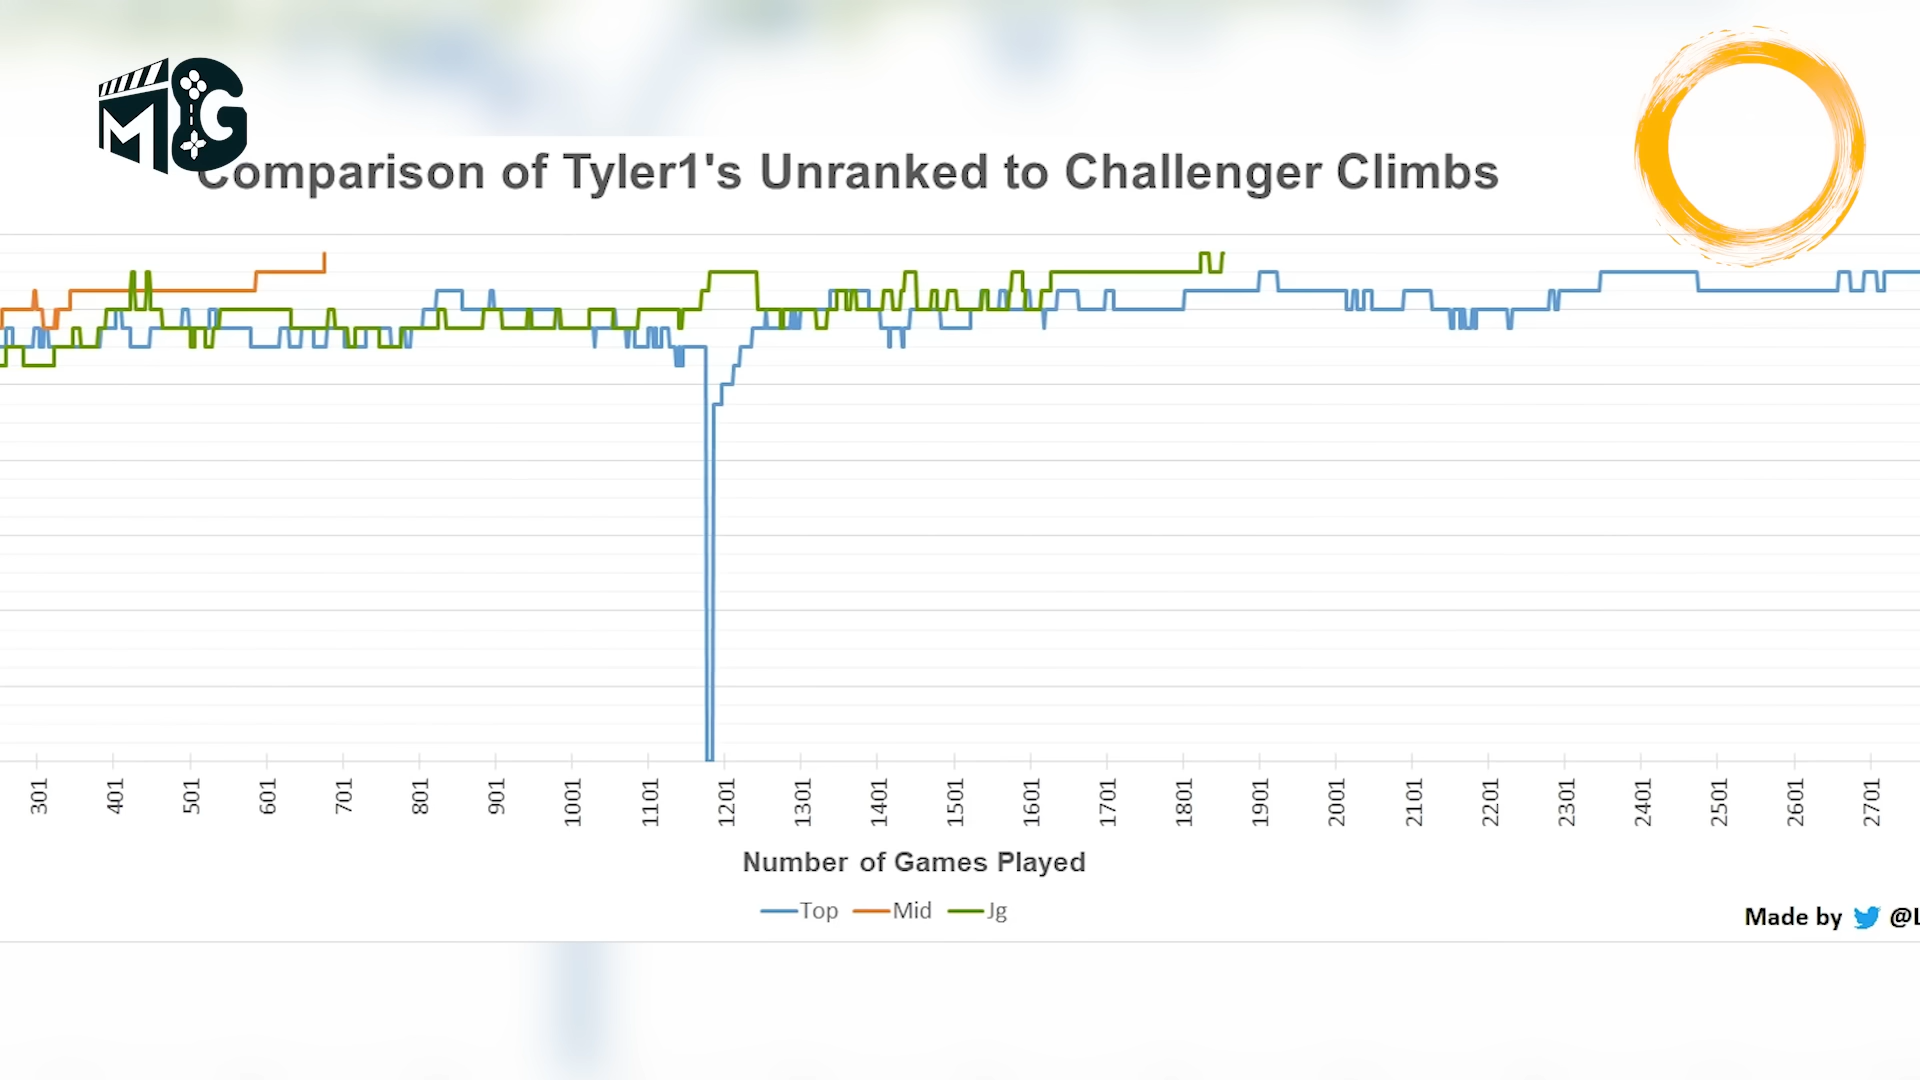 MG
Comparison of Tyler1's Unranked to Challenger Climbs
301 401 501 601 701 801 901 1001 1101 1201 1301 1401 1501 1601 1701 1801 1901 2001 2101 2201 2301 2401 2501 2601 2701
Number of Games Played
Top Mid Jg
Made by @L